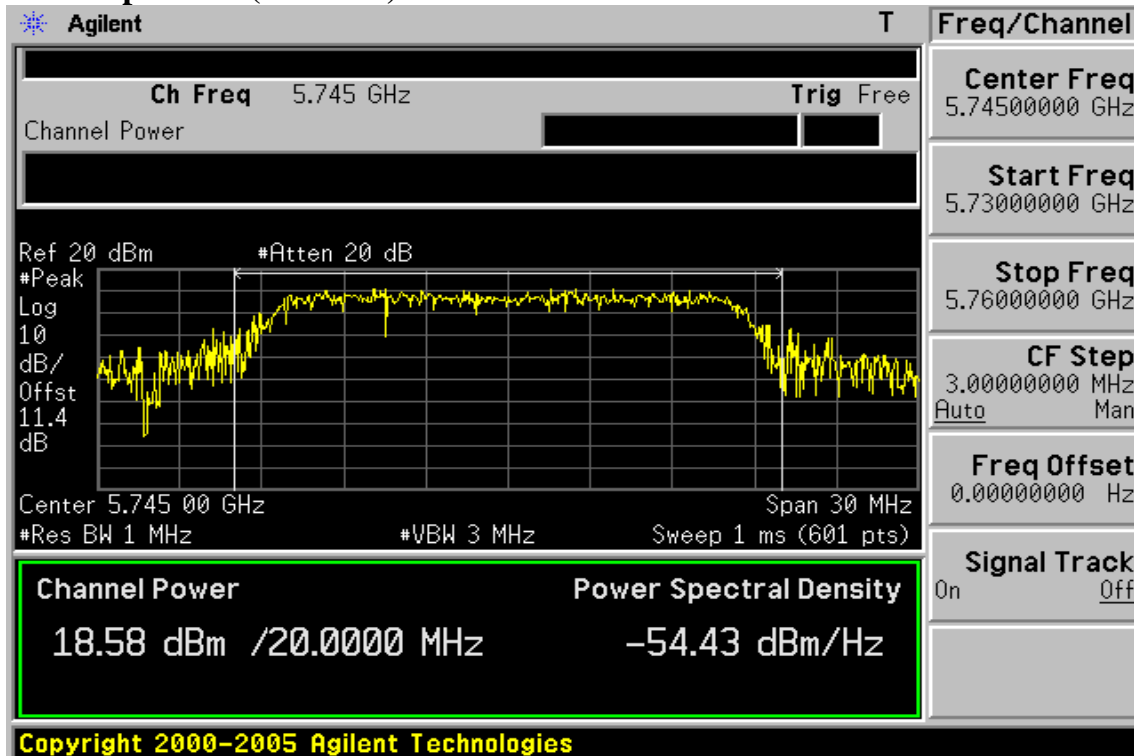 Agilent T
Freq/Channel
Ch Freq 5.745 GHz Trig Free
Channel Power
Center Freq
5.74500000 GHz
Start Freq
5.73000000 GHz
Stop Freq
5.76000000 GHz
CF Step
3.00000000 MHz
Auto Man
Freq Offset
0.00000000 Hz
Signal Track
On Off
Ref 20 dBm #Atten 20 dB
#Peak
Log
10
dB/
Offst
11.4
dB
Center 5.745 00 GHz Span 30 MHz
#Res BW 1 MHz #VBW 3 MHz Sweep 1 ms (601 pts)
Channel Power Power Spectral Density
18.58 dBm /20.0000 MHz -54.43 dBm/Hz
Copyright 2000-2005 Agilent Technologies